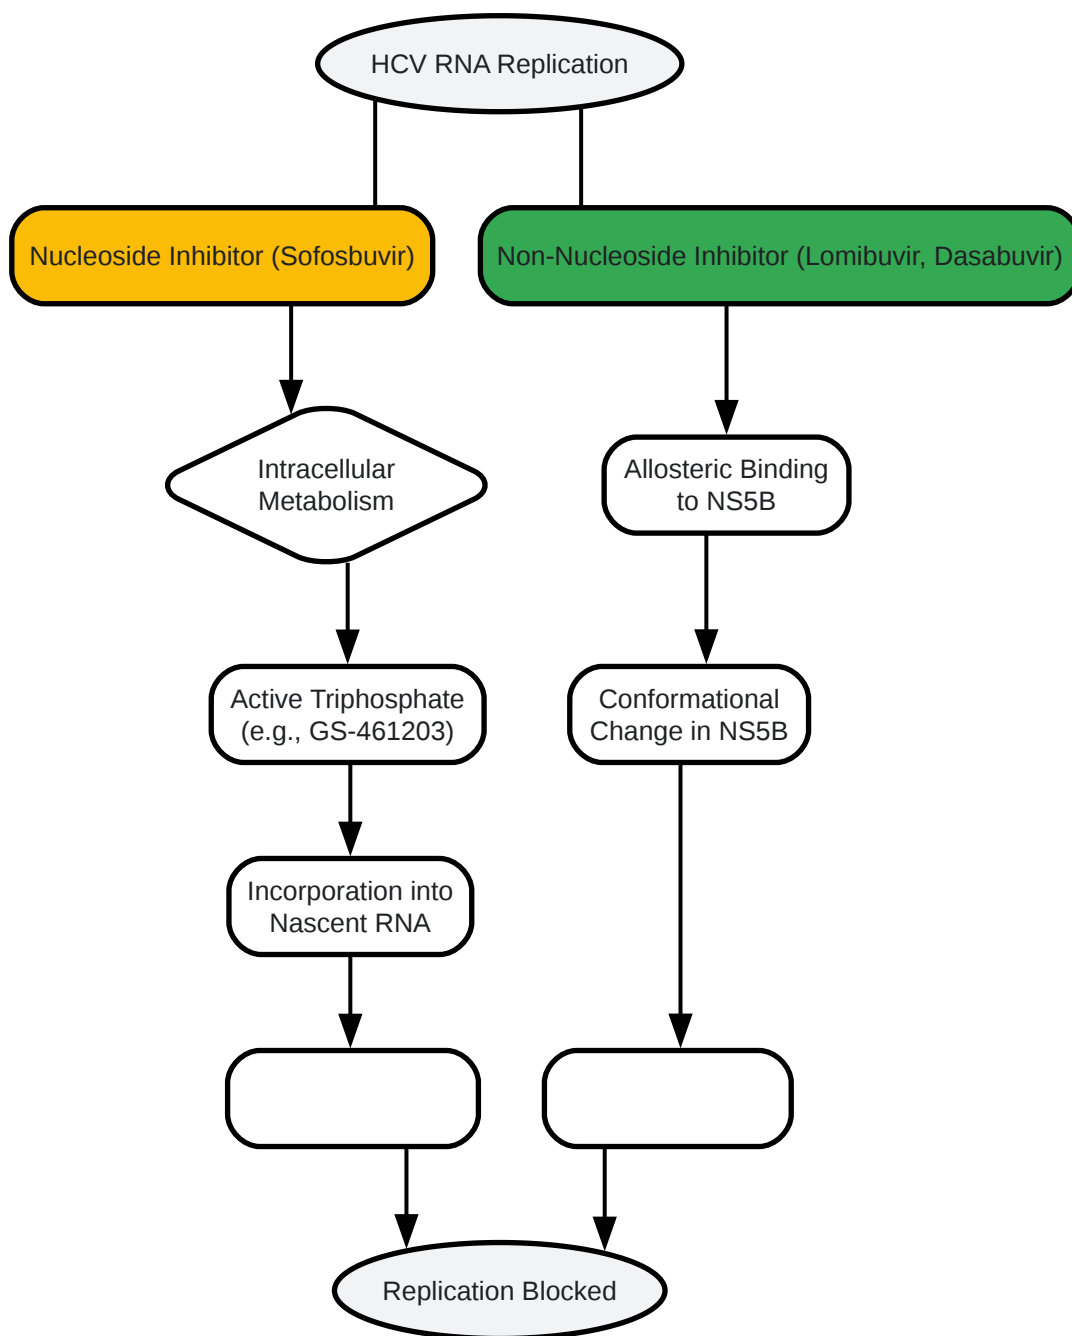 HCV RNA Replication
Nucleoside Inhibitor (Sofosbuvir)
Non-Nucleoside Inhibitor (Lomibuvir, Dasabuvir)
Intracellular
Metabolism
Allosteric Binding
to NS5B
Active Triphosphate
(e.g., GS-461203)
Conformational
Change in NS5B
Incorporation into
Nascent RNA
Replication Blocked